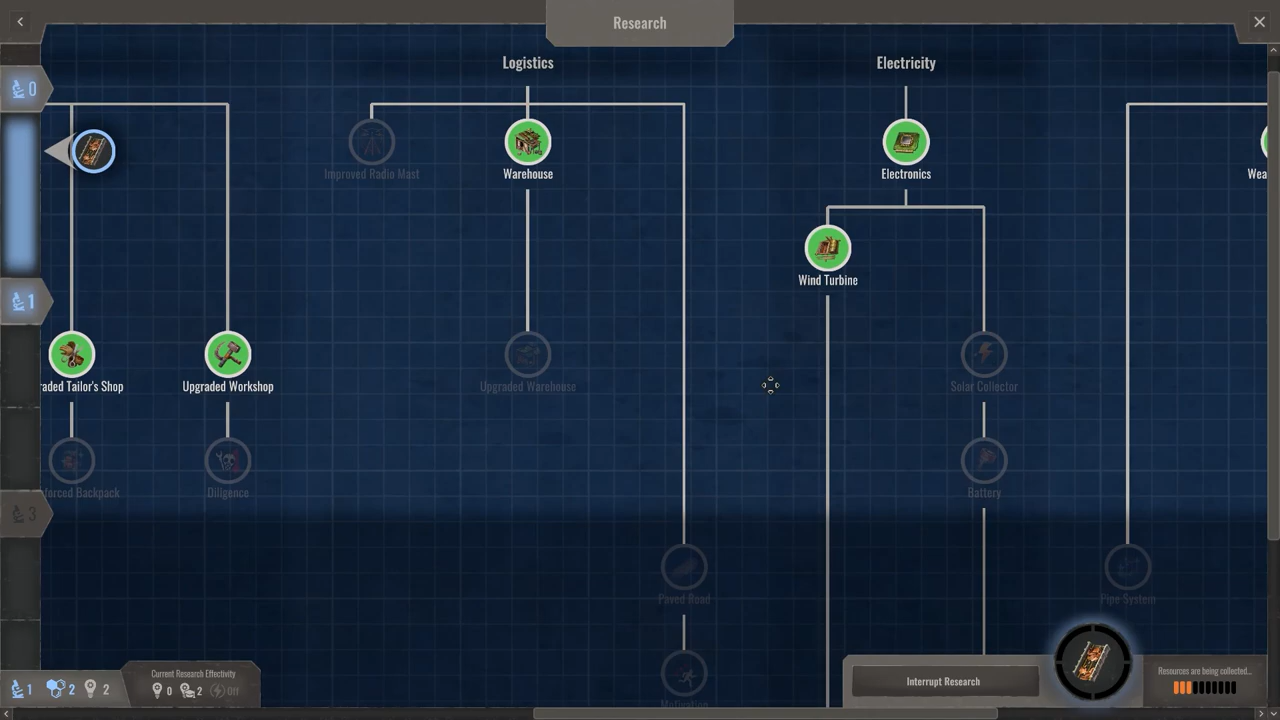 Research
Logistics
Electricity
0
Improved Radio Mast
Warehouse
Electronics
Wea
Wind Turbine
1
raded Tailor's Shop
Upgraded Workshop
Upgraded Warehouse
Solar Collector
forced Backpack
Diligence
Battery
3
Paved Road
Pipe System
Motivation
1 2 2
Current Research Effectivity
0 2 Off
Interrupt Research
Resources are being collected...